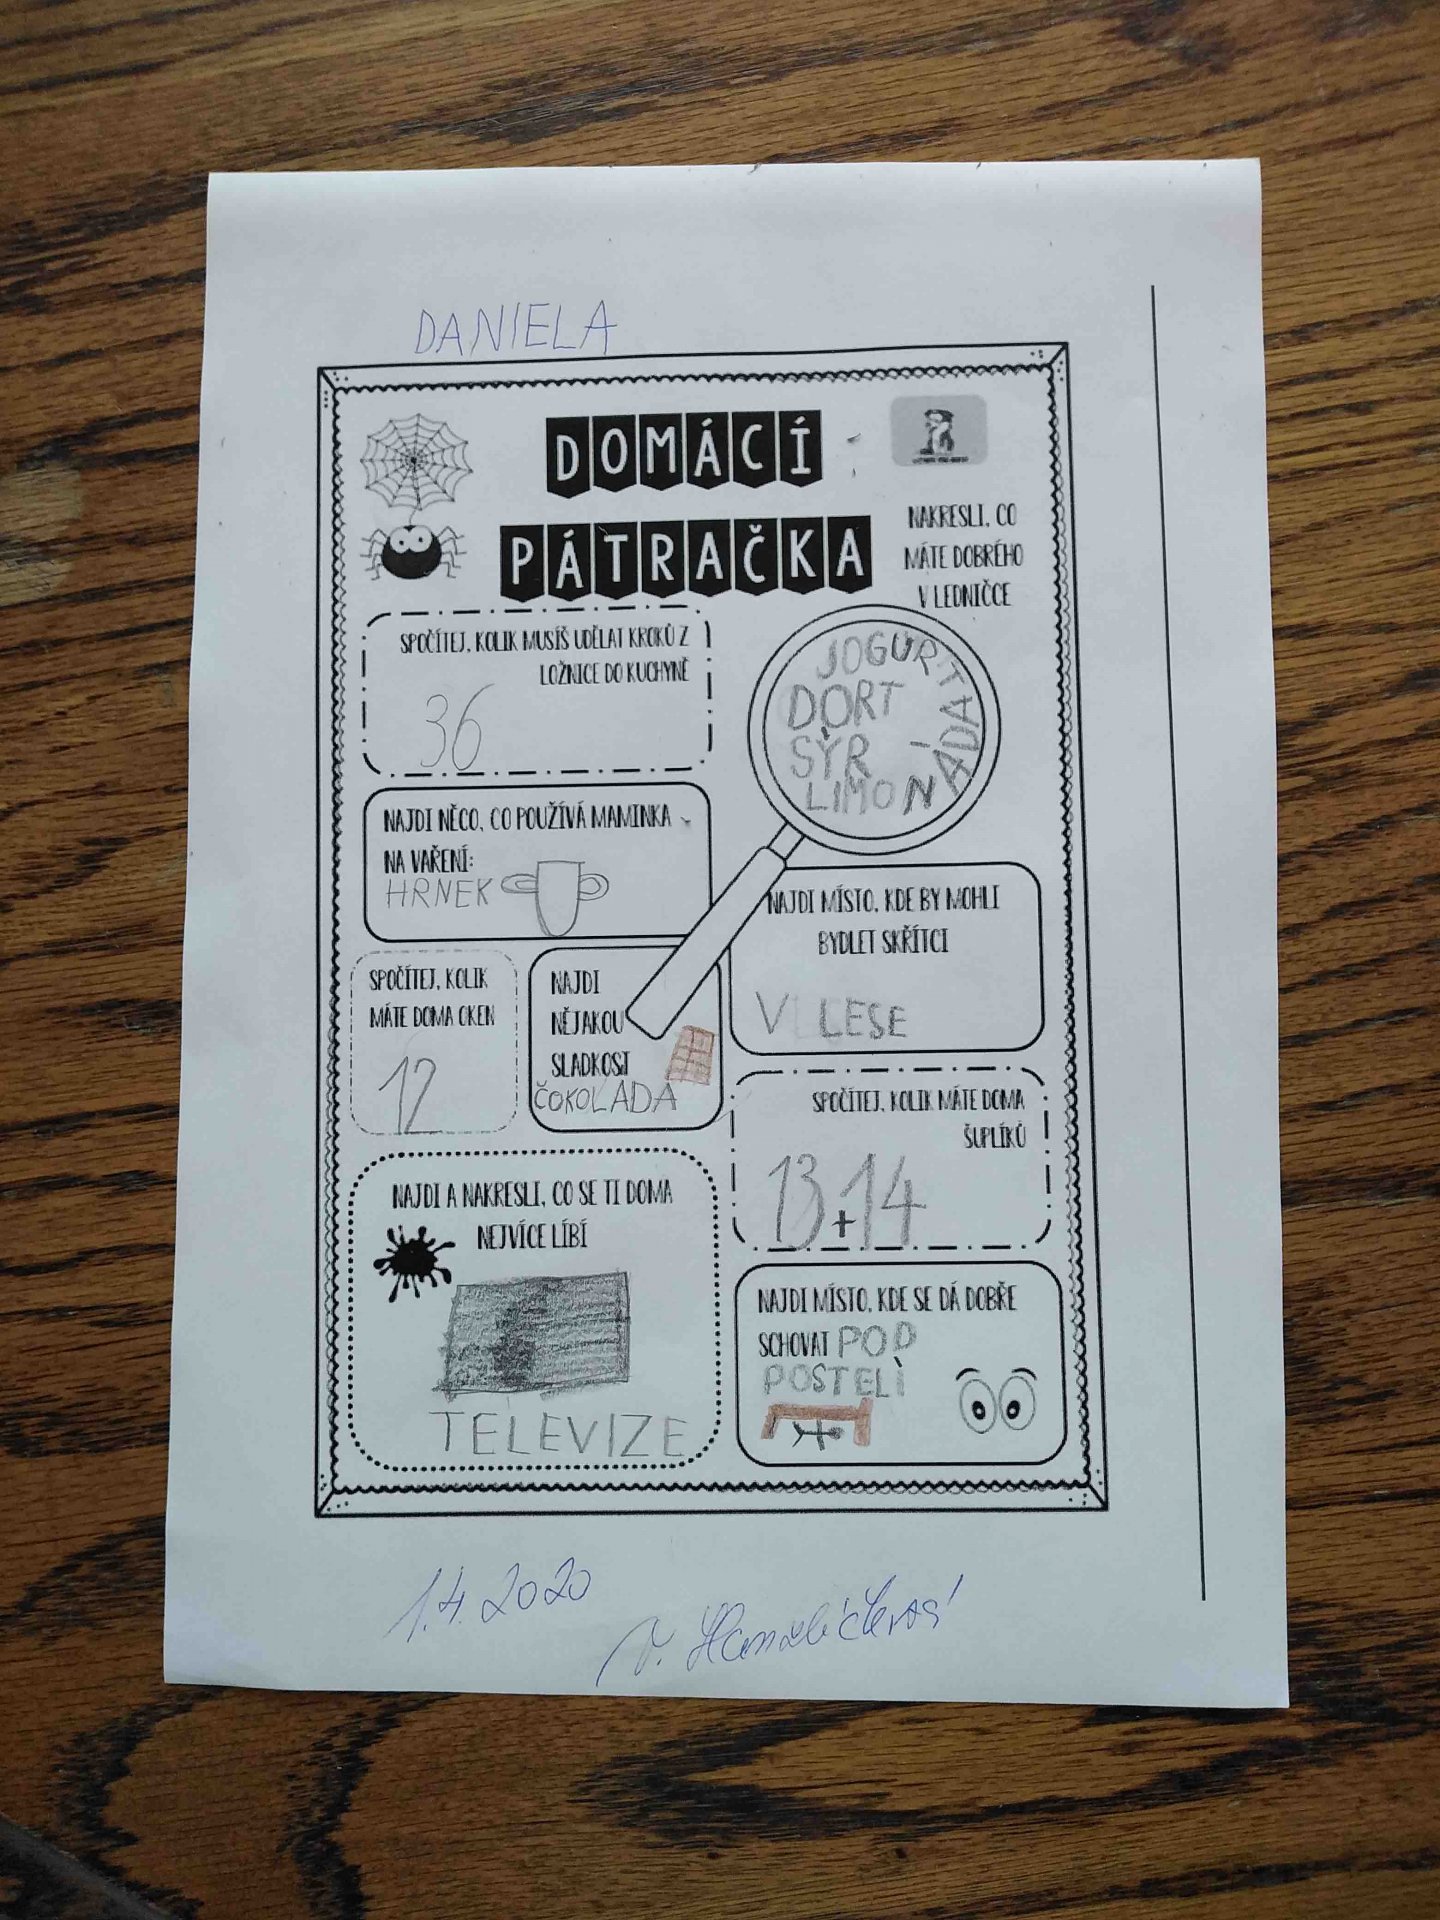 DANIELA
DOMÁCÍ
PÁTRAČKA
NAKRESLI, CO
MÁTE DOBRÉHO
V LEDNIČCE
JOGURT
DORT
SÝR
LIMONÁDA
SPOČÍTEJ, KOLIK MUSÍŠ UDĚLAT KROKŮ Z
LOŽNICE DO KUCHYNĚ
36
NAJDI NĚCO, CO POUŽÍVÁ MAMINKA
NA VAŘENÍ:
HRNEK
NAJDI MÍSTO, KDE BY MOHLI
BYDLET SKŘÍTCI
V LESE
SPOČÍTEJ, KOLIK
MÁTE DOMA OKEN
12
NAJDI
NĚJAKOU
SLADKOST
ČOKOLADA
SPOČÍTEJ, KOLIK MÁTE DOMA
ŠUPLÍKŮ
13+14
NAJDI A NAKRESLI, CO SE TI DOMA
NEJVÍCE LÍBÍ
TELEVIZE
NAJDI MÍSTO, KDE SE DÁ DOBŘE
SCHOVAT POD
POSTELÌ
1.4.2020